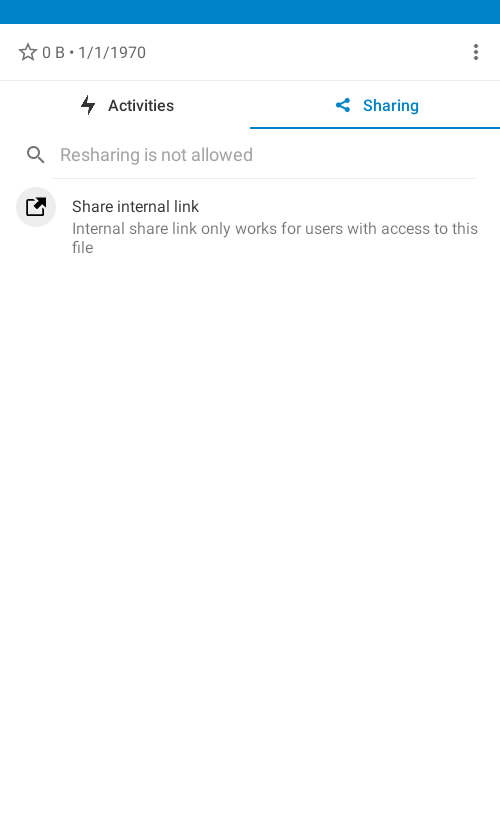 0 B • 1/1/1970
Activities
Sharing
Resharing is not allowed
Share internal link
Internal share link only works for users with access to this
file